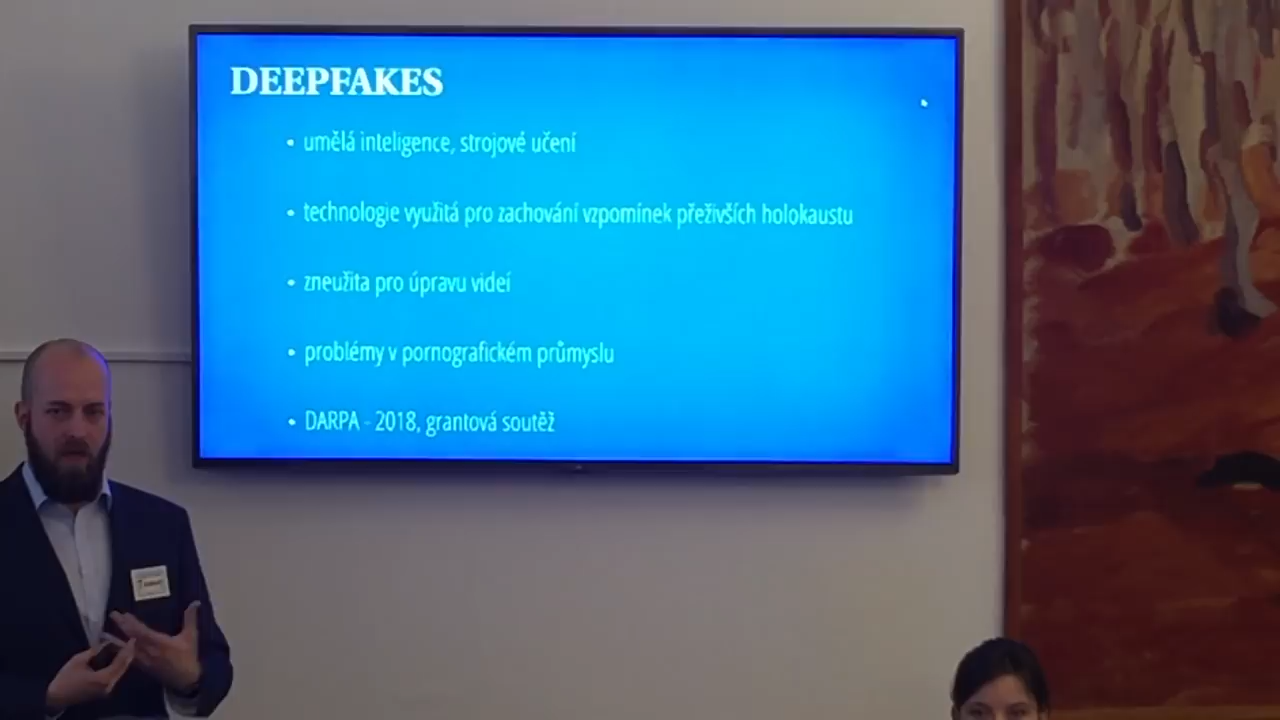 DEEPFAKES
• umělá inteligence, strojové učení
• technologie využitá pro zachování vzpomínek přeživších holokaustu
• zneužita pro úpravu videí
• problémy v pornografickém průmyslu
• DARPA - 2018, grantová soutěž